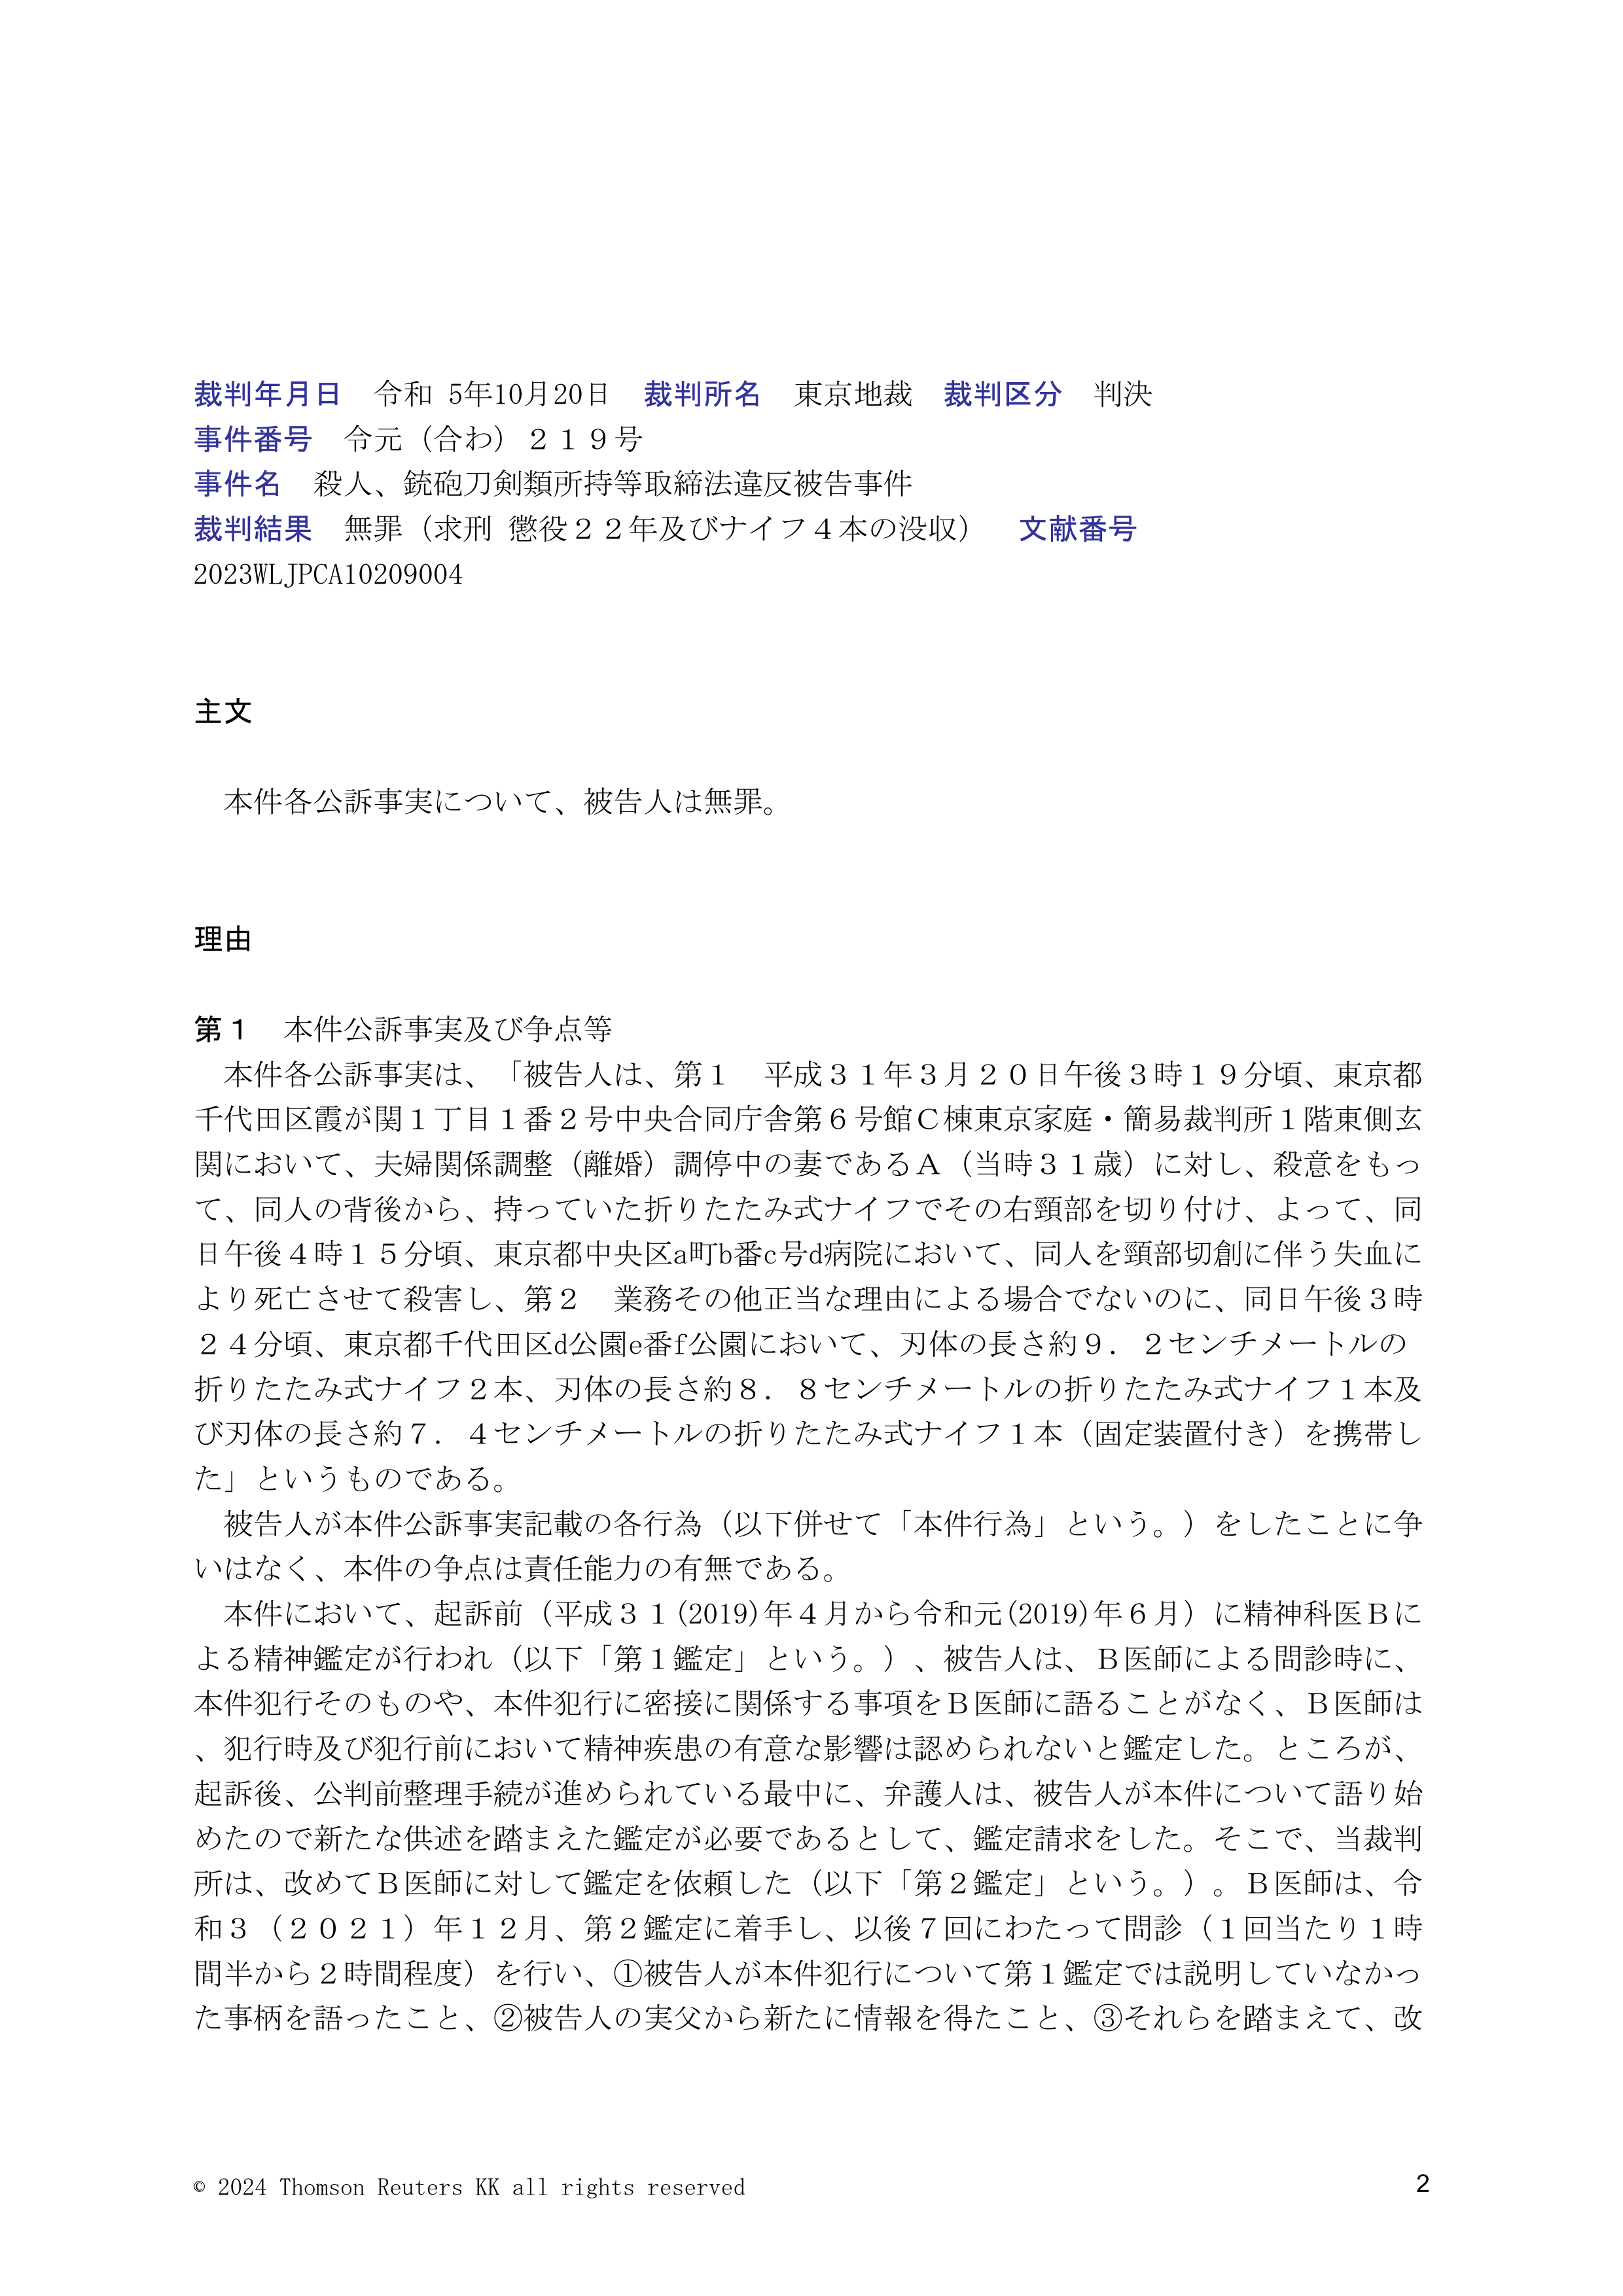 裁判年月日　令和 5年10月20日　裁判所名　東京地裁　裁判区分　判決
事件番号　令元（合わ）２１９号
事件名　殺人、銃砲刀剣類所持等取締法違反被告事件
裁判結果　無罪（求刑 懲役２２年及びナイフ４本の没収）　文献番号
2023WLJPCA10209004
主文
本件各公訴事実について、被告人は無罪。
理由
第１　本件公訴事実及び争点等
　本件各公訴事実は、「被告人は、第１　平成３１年３月２０日午後３時１９分頃、東京都
千代田区霞が関１丁目１番２号中央合同庁舎第６号館Ｃ棟東京家庭・簡易裁判所１階東側玄
関において、夫婦関係調整（離婚）調停中の妻であるＡ（当時３１歳）に対し、殺意をもっ
て、同人の背後から、持っていた折りたたみ式ナイフでその右頸部を切り付け、よって、同
日午後４時１５分頃、東京都中央区a町b番c号d病院において、同人を頸部切創に伴う失血に
より死亡させて殺害し、第２　業務その他正当な理由による場合でないのに、同日午後３時
２４分頃、東京都千代田区d公園e番f公園において、刃体の長さ約９．２センチメートルの
折りたたみ式ナイフ２本、刃体の長さ約８．８センチメートルの折りたたみ式ナイフ１本及
び刃体の長さ約７．４センチメートルの折りたたみ式ナイフ１本（固定装置付き）を携帯し
た」というものである。
　被告人が本件公訴事実記載の各行為（以下併せて「本件行為」という。）をしたことに争
いはなく、本件の争点は責任能力の有無である。
　本件において、起訴前（平成３１(2019)年４月から令和元(2019)年６月）に精神科医Ｂに
よる精神鑑定が行われ（以下「第１鑑定」という。）、被告人は、Ｂ医師による問診時に、
本件犯行そのものや、本件犯行に密接に関係する事項をＢ医師に語ることがなく、Ｂ医師は
、犯行時及び犯行前において精神疾患の有意な影響は認められないと鑑定した。ところが、
起訴後、公判前整理手続が進められている最中に、弁護人は、被告人が本件について語り始
めたので新たな供述を踏まえた鑑定が必要であるとして、鑑定請求をした。そこで、当裁判
所は、改めてＢ医師に対して鑑定を依頼した（以下「第２鑑定」という。）。Ｂ医師は、令
和３（２０２１）年１２月、第２鑑定に着手し、以後７回にわたって問診（１回当たり１時
間半から２時間程度）を行い、①被告人が本件犯行について第１鑑定では説明していなかっ
た事柄を語ったこと、②被告人の実父から新たに情報を得たこと、③それらを踏まえて、改
© 2024 Thomson Reuters KK all rights reserved
2